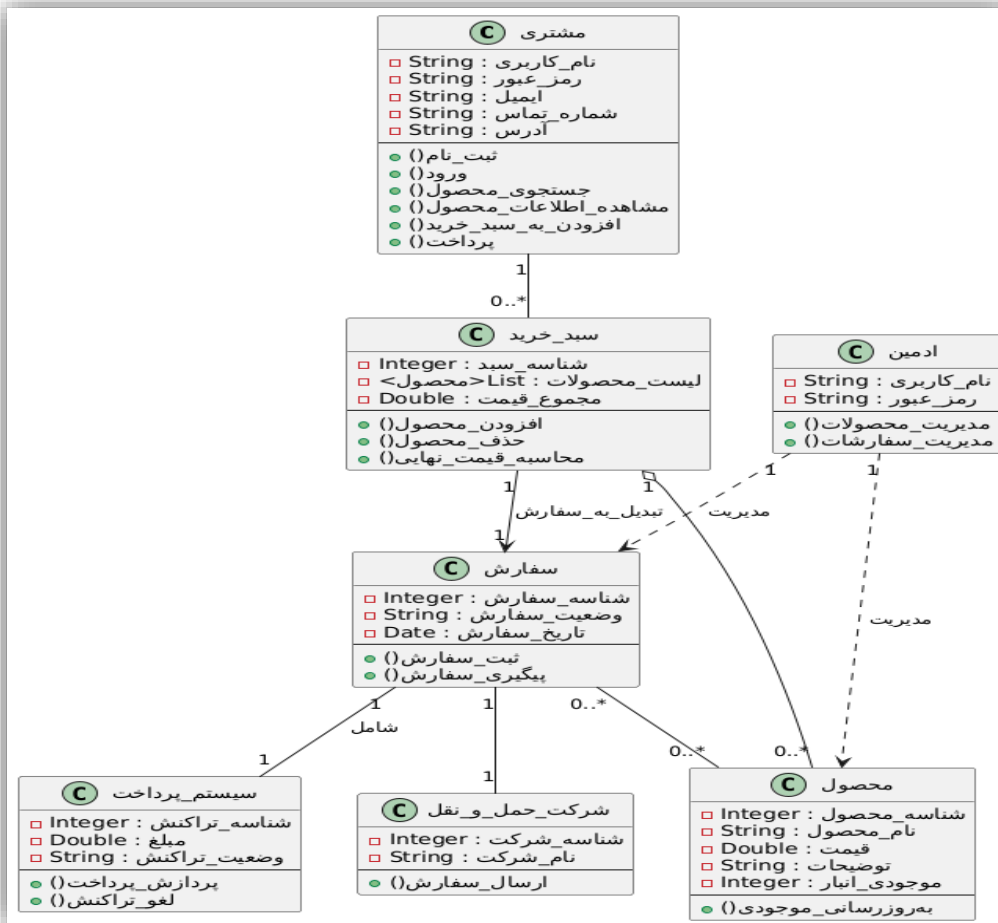 C مشتری
String : نام_کاربری
String : رمز_عبور
String : ایمیل
String : شماره_تماس
String : آدرس
ثبت_نام()
ورود()
جستجوی_محصول()
مشاهده_اطلاعات_محصول()
افزودن_به_سبد_خرید()
پرداخت()
1
0..*
C سبد_خرید
Integer : شناسه_سبد
لیست_محصولات : List<محصول>
Double : مجموع_قیمت
افزودن_محصول()
حذف_محصول()
محاسبه_قیمت_نهایی()
C ادمین
String : نام_کاربری
String : رمز_عبور
مدیریت_محصولات()
مدیریت_سفارشات()
1
1
1
1
تبدیل_به_سفارش
مدیریت
1
C سفارش
Integer : شناسه_سفارش
String : وضعیت_سفارش
Date : تاریخ_سفارش
ثبت_سفارش()
پیگیری_سفارش()
مدیریت
1
1
0..*
شامل
1
1
0..*
0..*
C سیستم_پرداخت
Integer : شناسه_تراکنش
Double : مبلغ
String : وضعیت_تراکنش
پردازش_پرداخت()
لغو_تراکنش()
C شرکت_حمل_و_نقل
Integer : شناسه_شرکت
String : نام_شرکت
ارسال_سفارش()
C محصول
Integer : شناسه_محصول
String : نام_محصول
Double : قیمت
String : توضیحات
Integer : موجودی_انبار
به‌روزرسانی_موجودی()